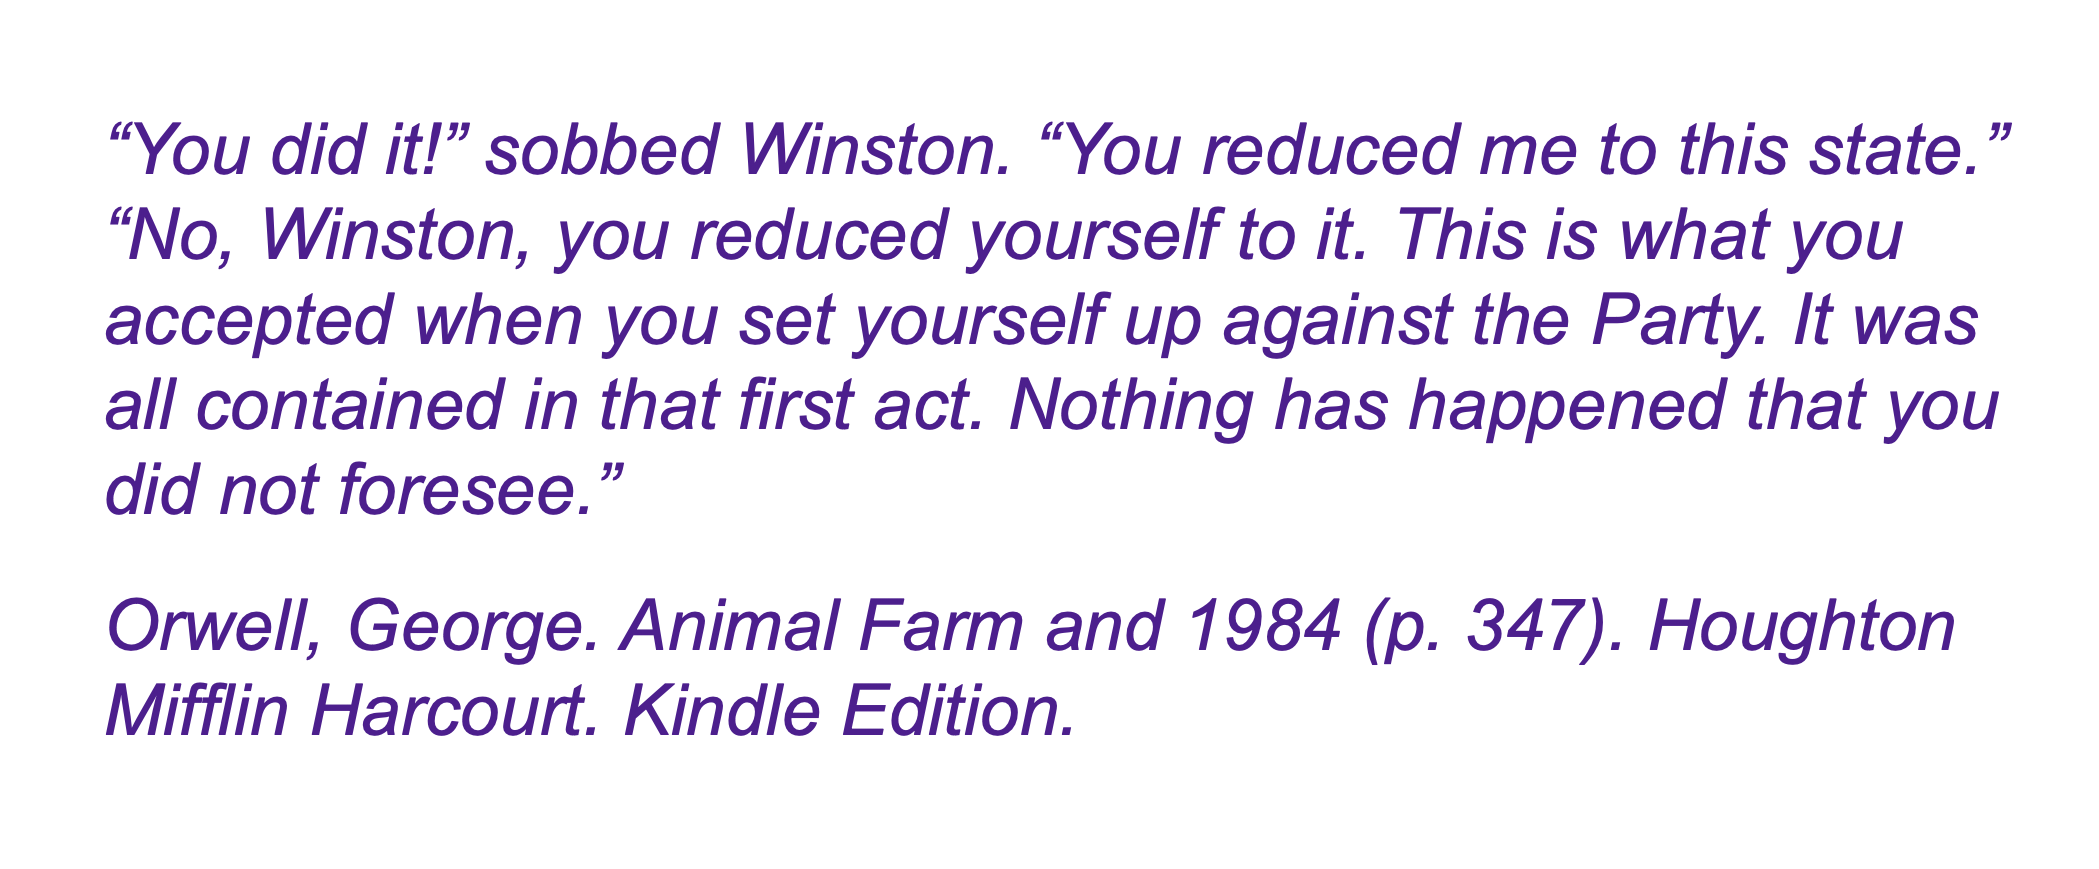 “You did it!” sobbed Winston. “You reduced me to this state.”
“No, Winston, you reduced yourself to it. This is what you
accepted when you set yourself up against the Party. It was
all contained in that first act. Nothing has happened that you
did not foresee.”
Orwell, George. Animal Farm and 1984 (p. 347). Houghton
Mifflin Harcourt. Kindle Edition.